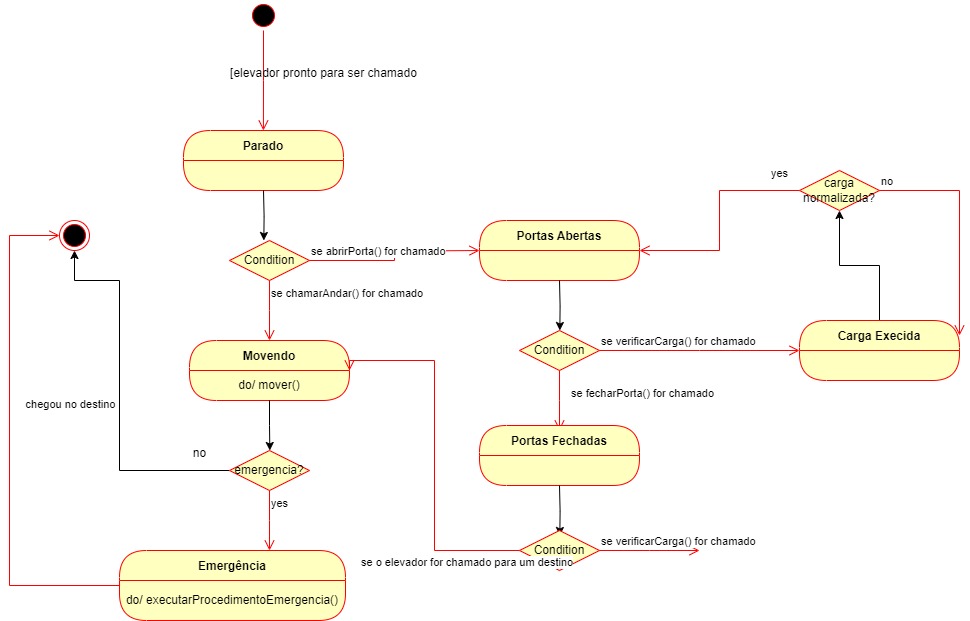 [elevador pronto para ser chamado
Parado
yes
carga
normalizada?
no
Portas Abertas
Condition
se abrirPorta() for chamado
se chamarAndar() for chamado
Carga Execida
Condition
se verificarCarga() for chamado
Movendo
do/ mover()
se fecharPorta() for chamado
chegou no destino
Portas Fechadas
no
emergencia?
yes
Condition
se verificarCarga() for chamado
se o elevador for chamado para um destino
Emergência
do/ executarProcedimentoEmergencia()